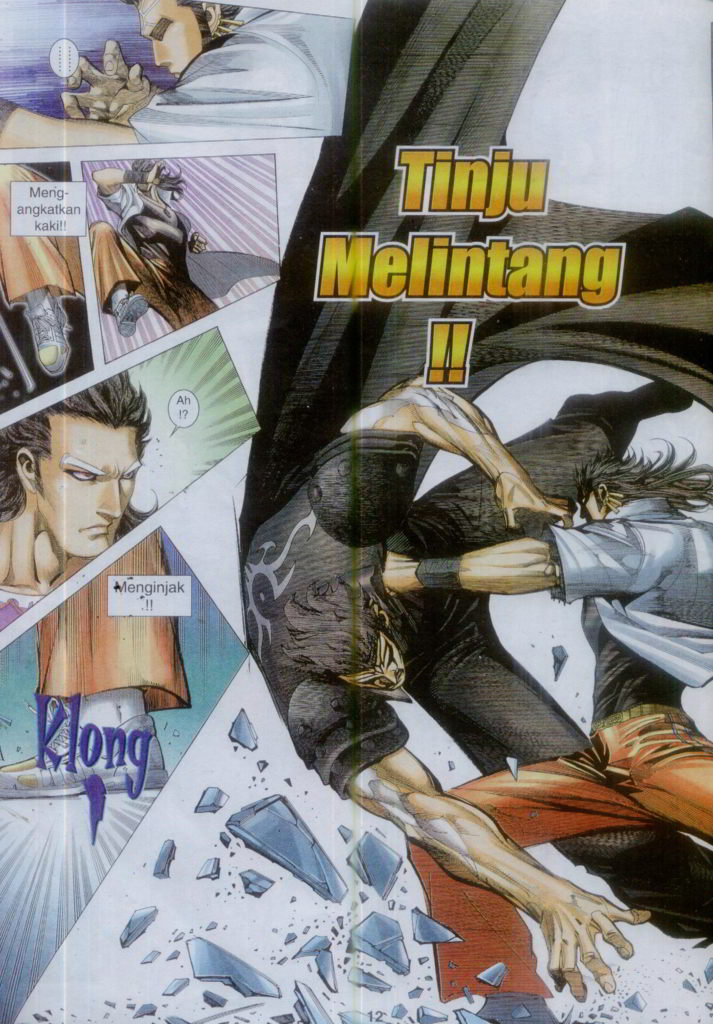 .......
Meng-
angkatkan
kaki!!
Tinju
Melintang
!!
Ah
!?
Menginjak
!!
Klong
12